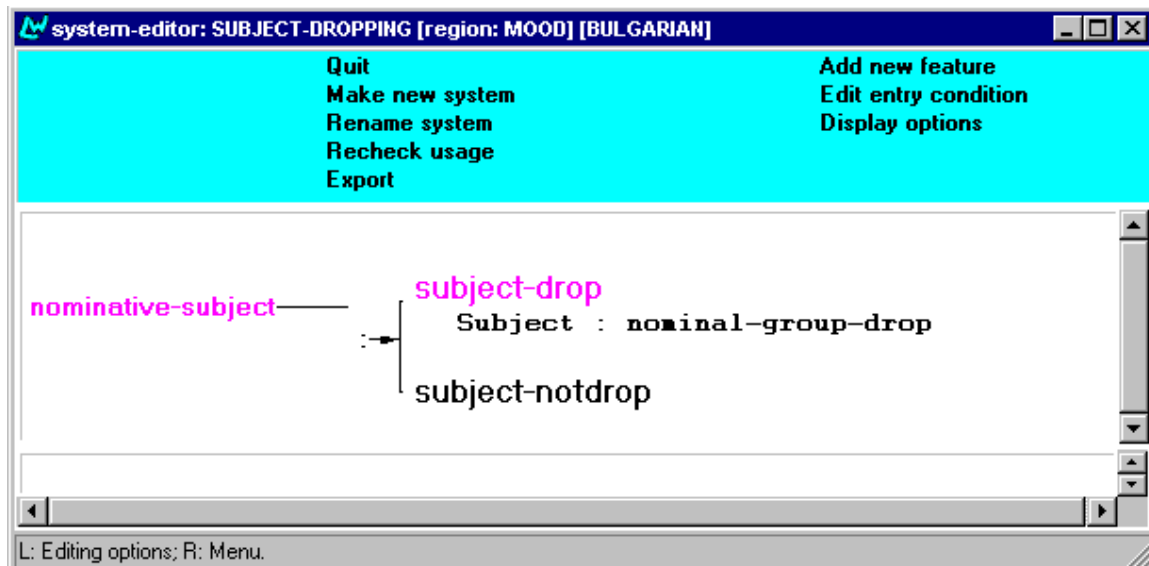 system-editor: SUBJECT-DROPPING [region: MOOD] [BULGARIAN]
Quit
Make new system
Rename system
Recheck usage
Export
Add new feature
Edit entry condition
Display options
nominative-subject
:
subject-drop
Subject : nominal-group-drop
subject-notdrop
L: Editing options; R: Menu.